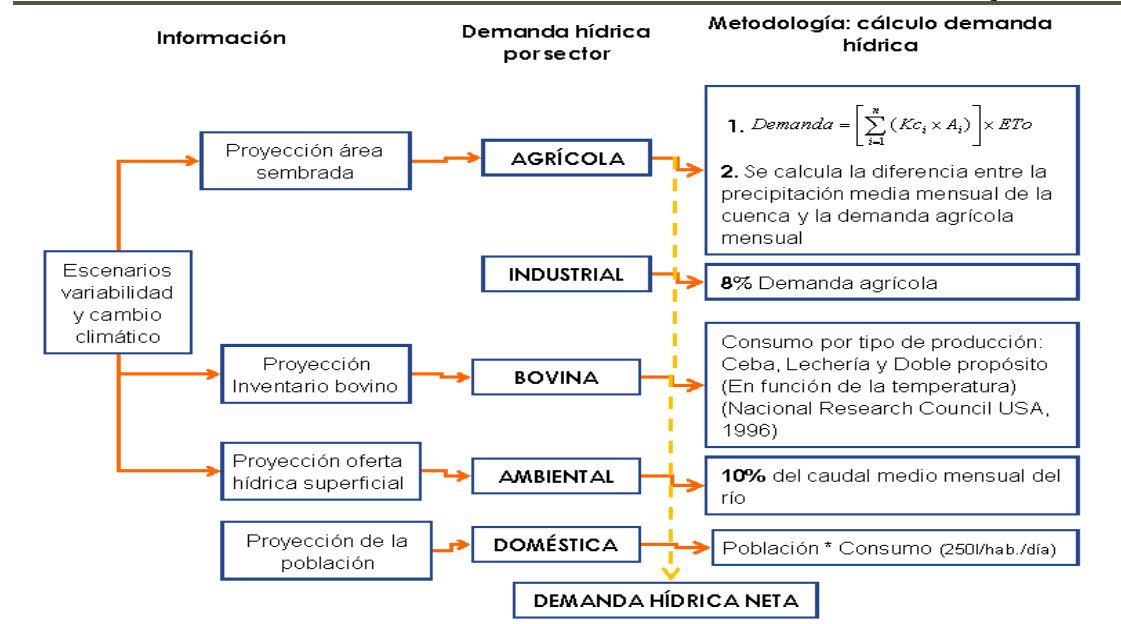 Información
Demanda hídrica
por sector
Metodología: cálculo demanda
hídrica
Escenarios
variabilidad
y cambio
climático
Proyección área
sembrada
AGRÍCOLA
1. Demanda = [ \sum_{i=1}^{n} (Kc_i × A_i) ] × ETo
2. Se calcula la diferencia entre la
precipitación media mensual de la
cuenca y la demanda agrícola
mensual
INDUSTRIAL
8% Demanda agrícola
Proyección
Inventario bovino
BOVINA
Consumo por tipo de producción:
Ceba, Lechería y Doble propósito
(En función de la temperatura)
(Nacional Research Council USA,
1996)
Proyección oferta
hídrica superficial
AMBIENTAL
10% del caudal medio mensual del
río
Proyección de la
población
DOMÉSTICA
Población * Consumo (250l/hab./día)
DEMANDA HÍDRICA NETA